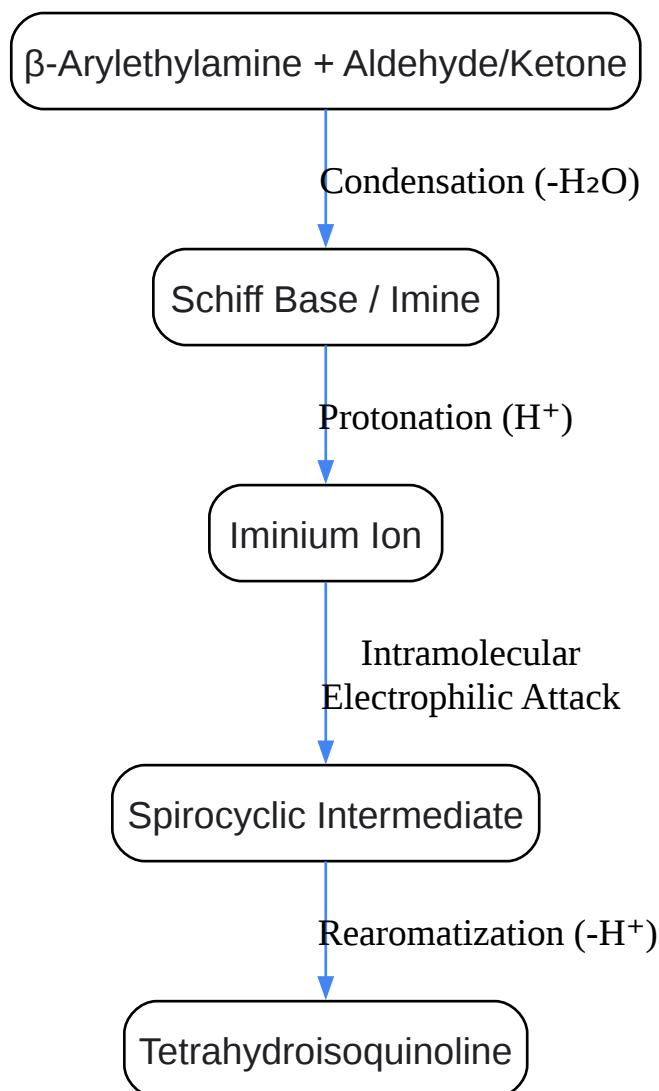 β-Arylethylamine + Aldehyde/Ketone
Condensation (-H₂O)
Schiff Base / Imine
Protonation (H⁺)
Iminium Ion
Intramolecular
Electrophilic Attack
Spirocyclic Intermediate
Rearomatization (-H⁺)
Tetrahydroisoquinoline